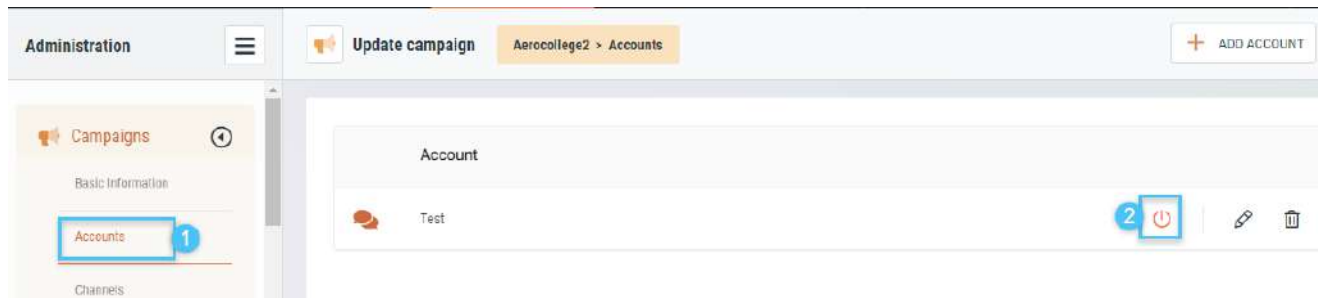 Administration
Update campaign
Aerocollege2 > Accounts
ADD ACCOUNT
Campaigns
Basic Information
Accounts
1
Channels
Account
Test
2